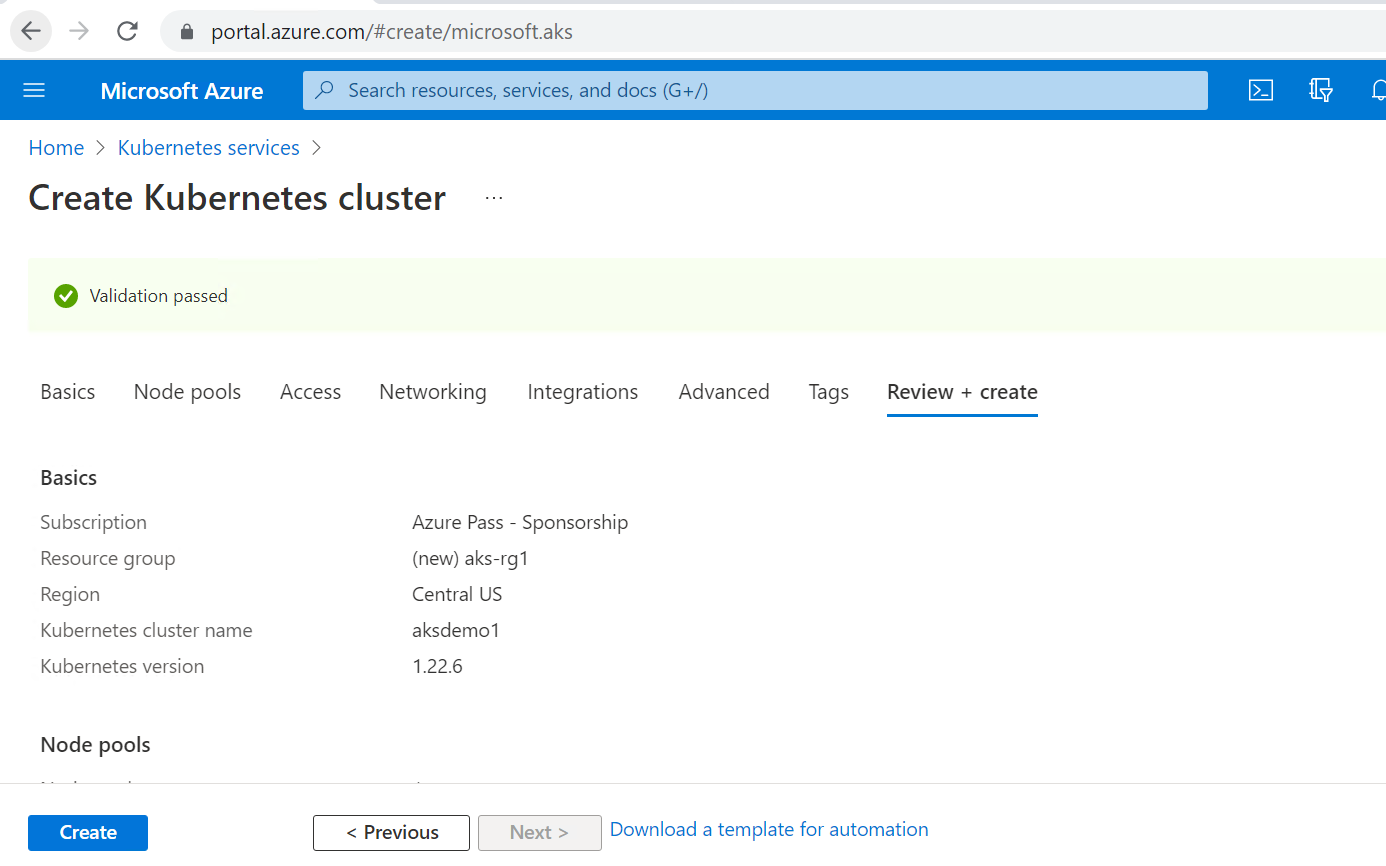 portal.azure.com/#create/microsoft.aks
Microsoft Azure
Search resources, services, and docs (G+/)
Home > Kubernetes services >
Create Kubernetes cluster ...
Validation passed
Basics Node pools Access Networking Integrations Advanced Tags Review + create
Basics
Subscription Azure Pass - Sponsorship
Resource group (new) aks-rg1
Region Central US
Kubernetes cluster name aksdemo1
Kubernetes version 1.22.6
Node pools
Create < Previous Next > Download a template for automation